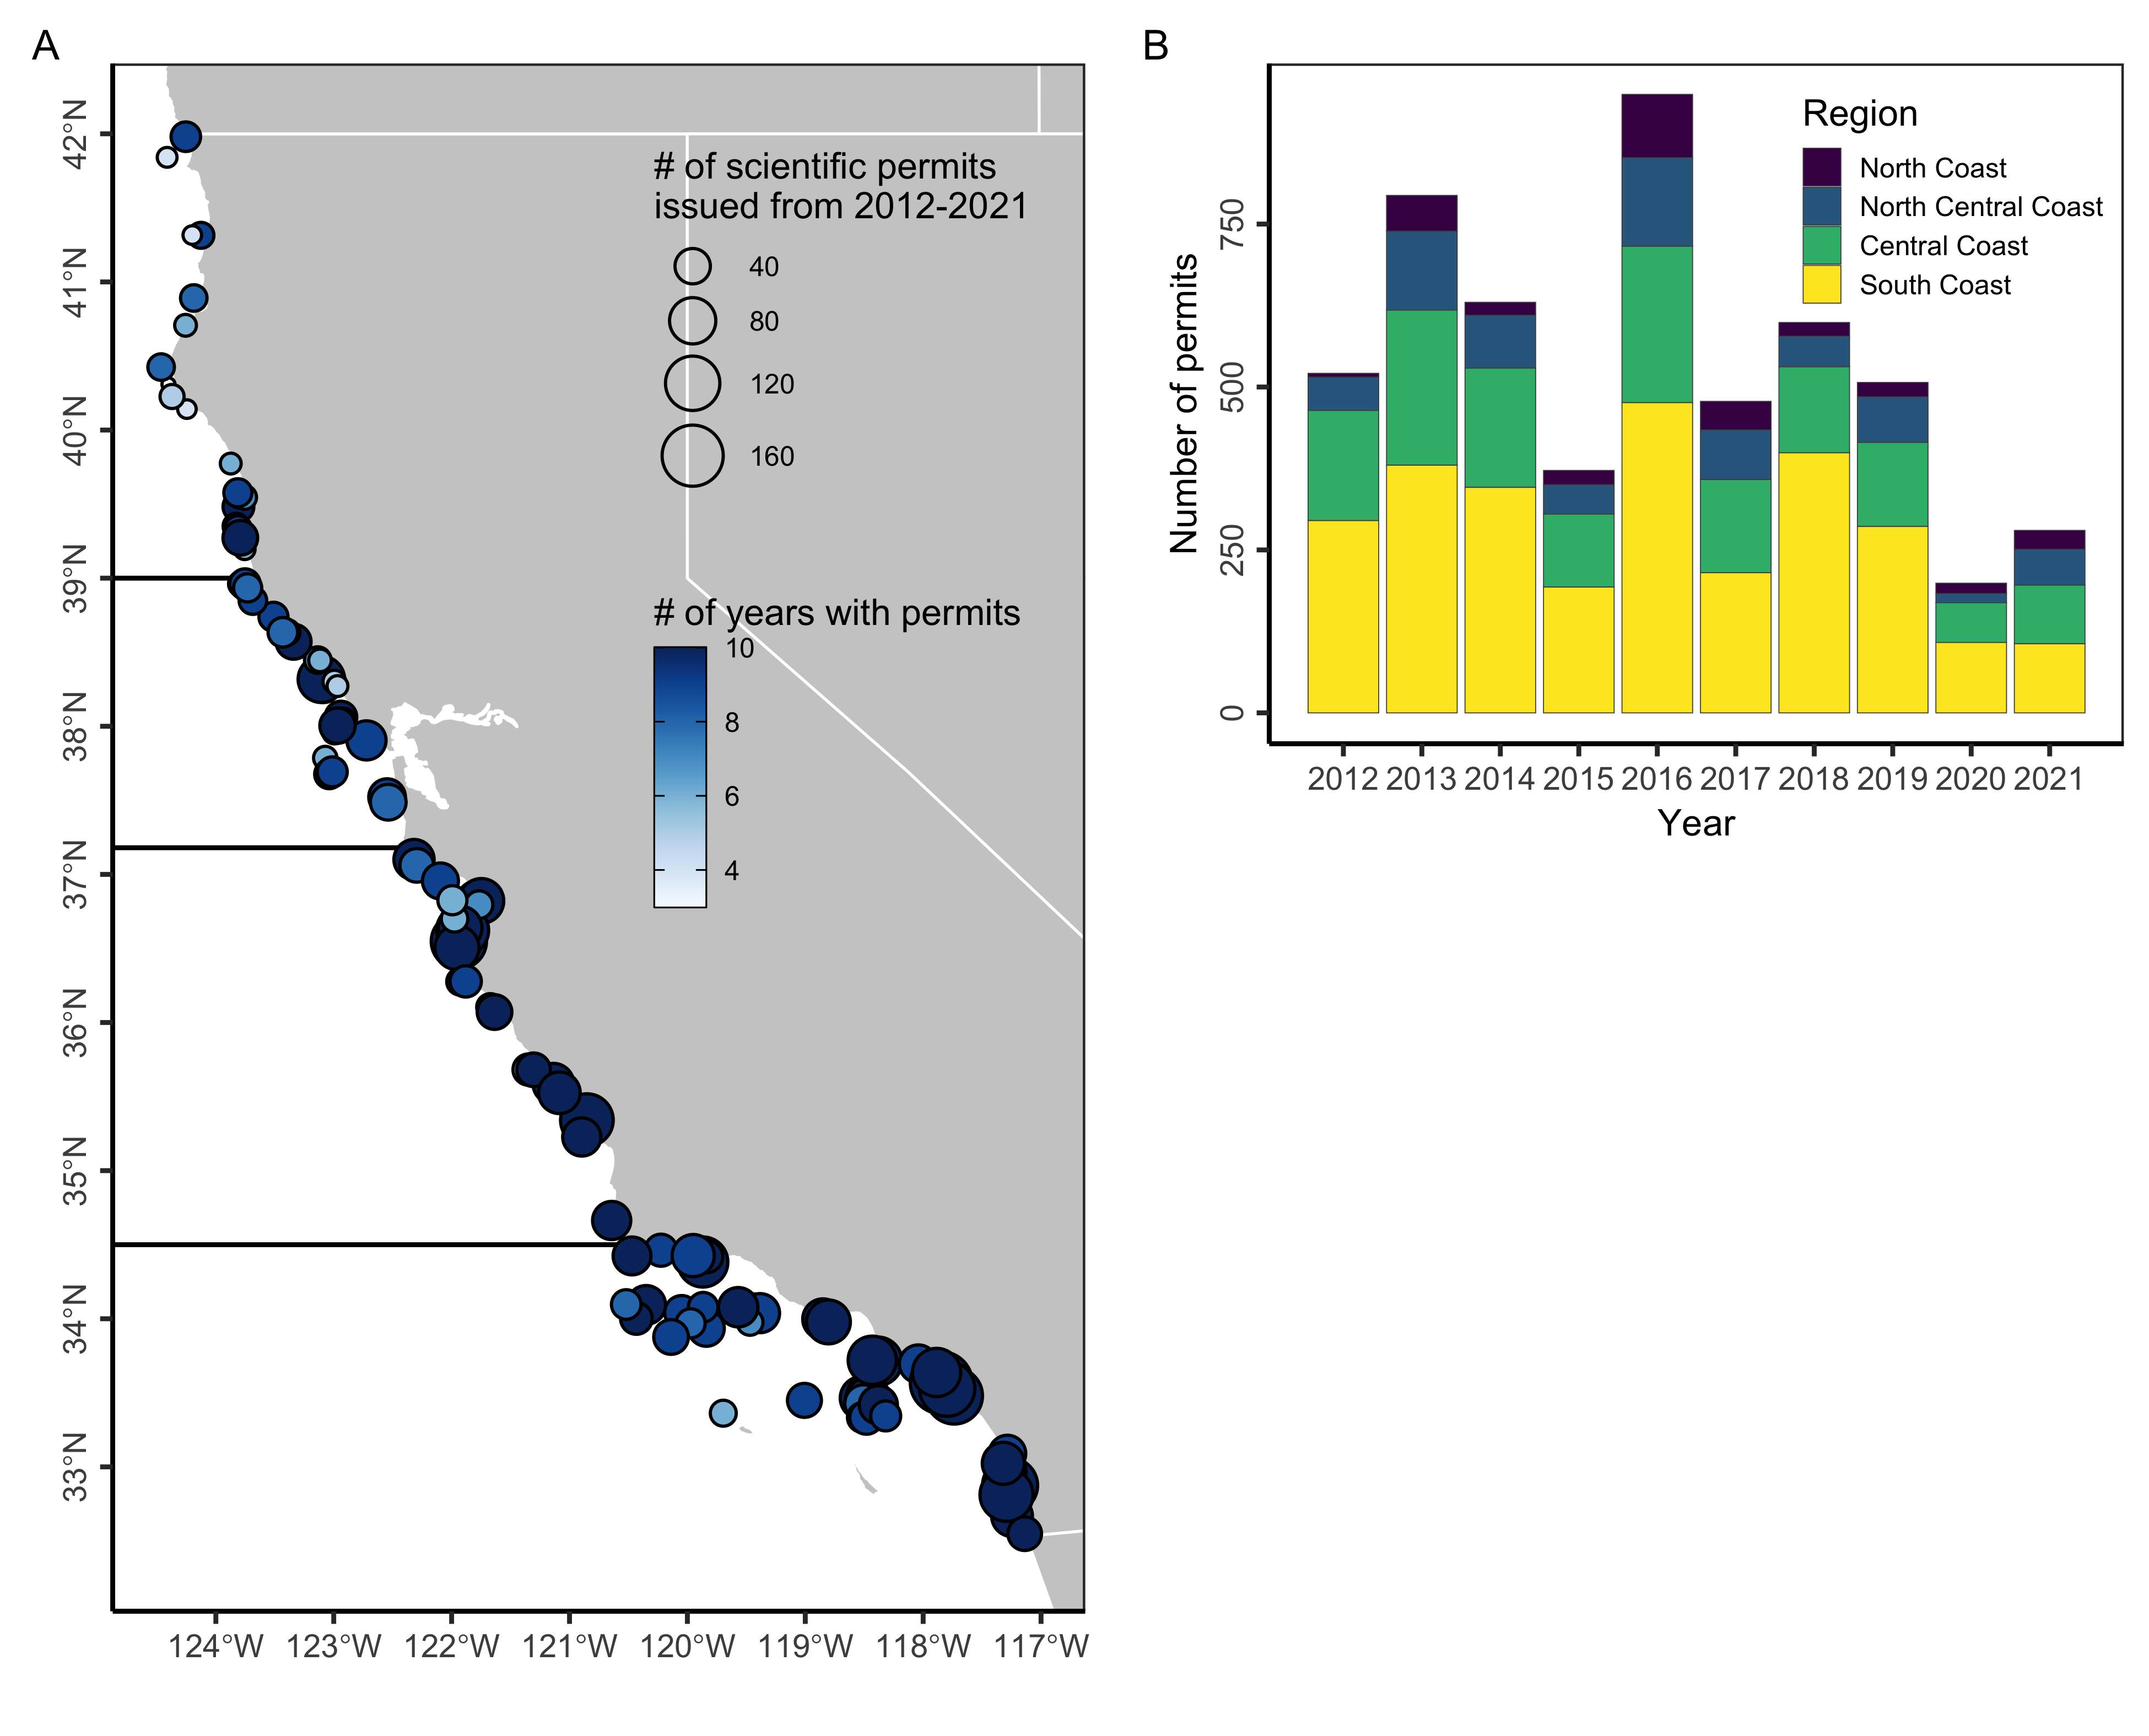 A
42°N
41°N
40°N
39°N
38°N
37°N
36°N
35°N
34°N
33°N
124°W
123°W
122°W
121°W
120°W
119°W
118°W
117°W
# of scientific permits
issued from 2012-2021
40
80
120
160
# of years with permits
10
8
6
4
B
Number of permits
750
500
250
0
Region
North Coast
North Central Coast
Central Coast
South Coast
2012
2013
2014
2015
2016
2017
2018
2019
2020
2021
Year